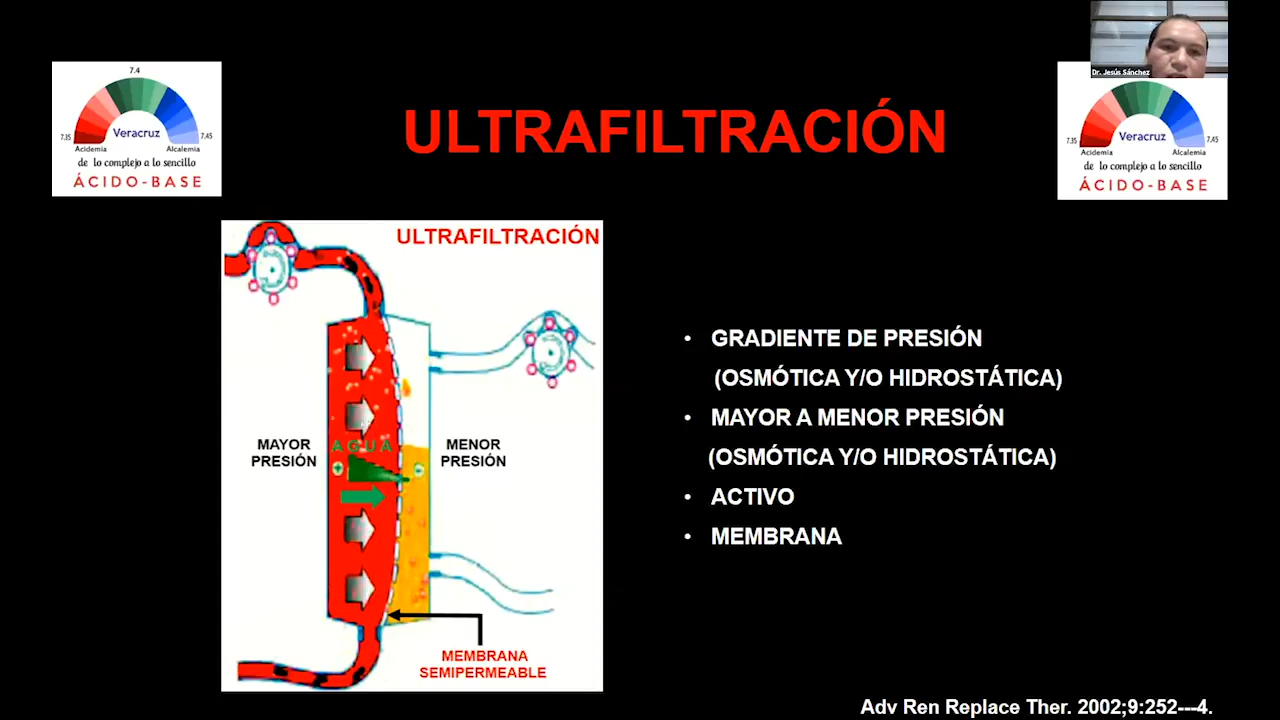 Dr. Jesús Sánchez
7.4
7.35
Veracruz
7.45
Acidemia
Alcalemia
de lo complejo a lo sencillo
ÁCIDO-BASE
ULTRAFILTRACIÓN
7.35
Veracruz
7.45
Acidemia
Alcalemia
de lo complejo a lo sencillo
ÁCIDO-BASE
ULTRAFILTRACIÓN
MAYOR
PRESIÓN
AGUA
+
MENOR
PRESIÓN
MEMBRANA
SEMIPERMEABLE
• GRADIENTE DE PRESIÓN
(OSMÓTICA Y/O HIDROSTÁTICA)
• MAYOR A MENOR PRESIÓN
(OSMÓTICA Y/O HIDROSTÁTICA)
• ACTIVO
• MEMBRANA
Adv Ren Replace Ther. 2002;9:252---4.